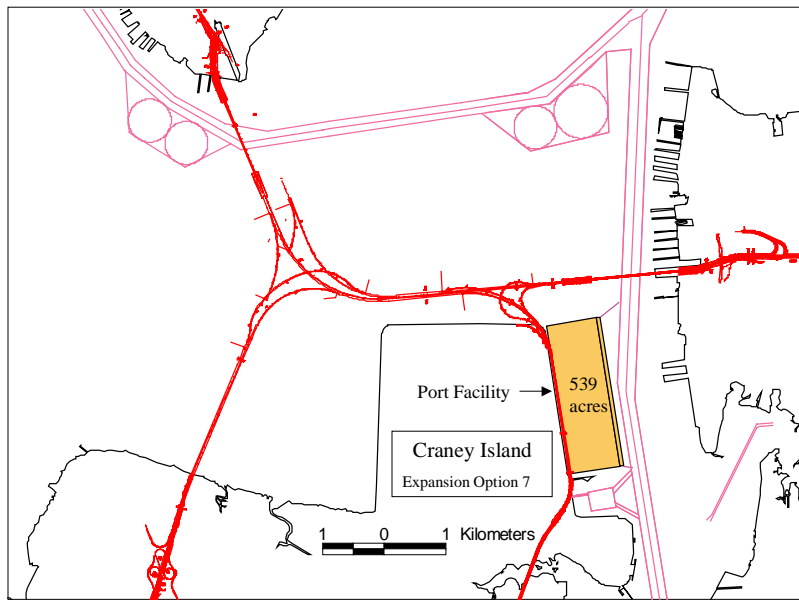 Port Facility
539
acres
Craney Island
Expansion Option 7
1 0 1 Kilometers